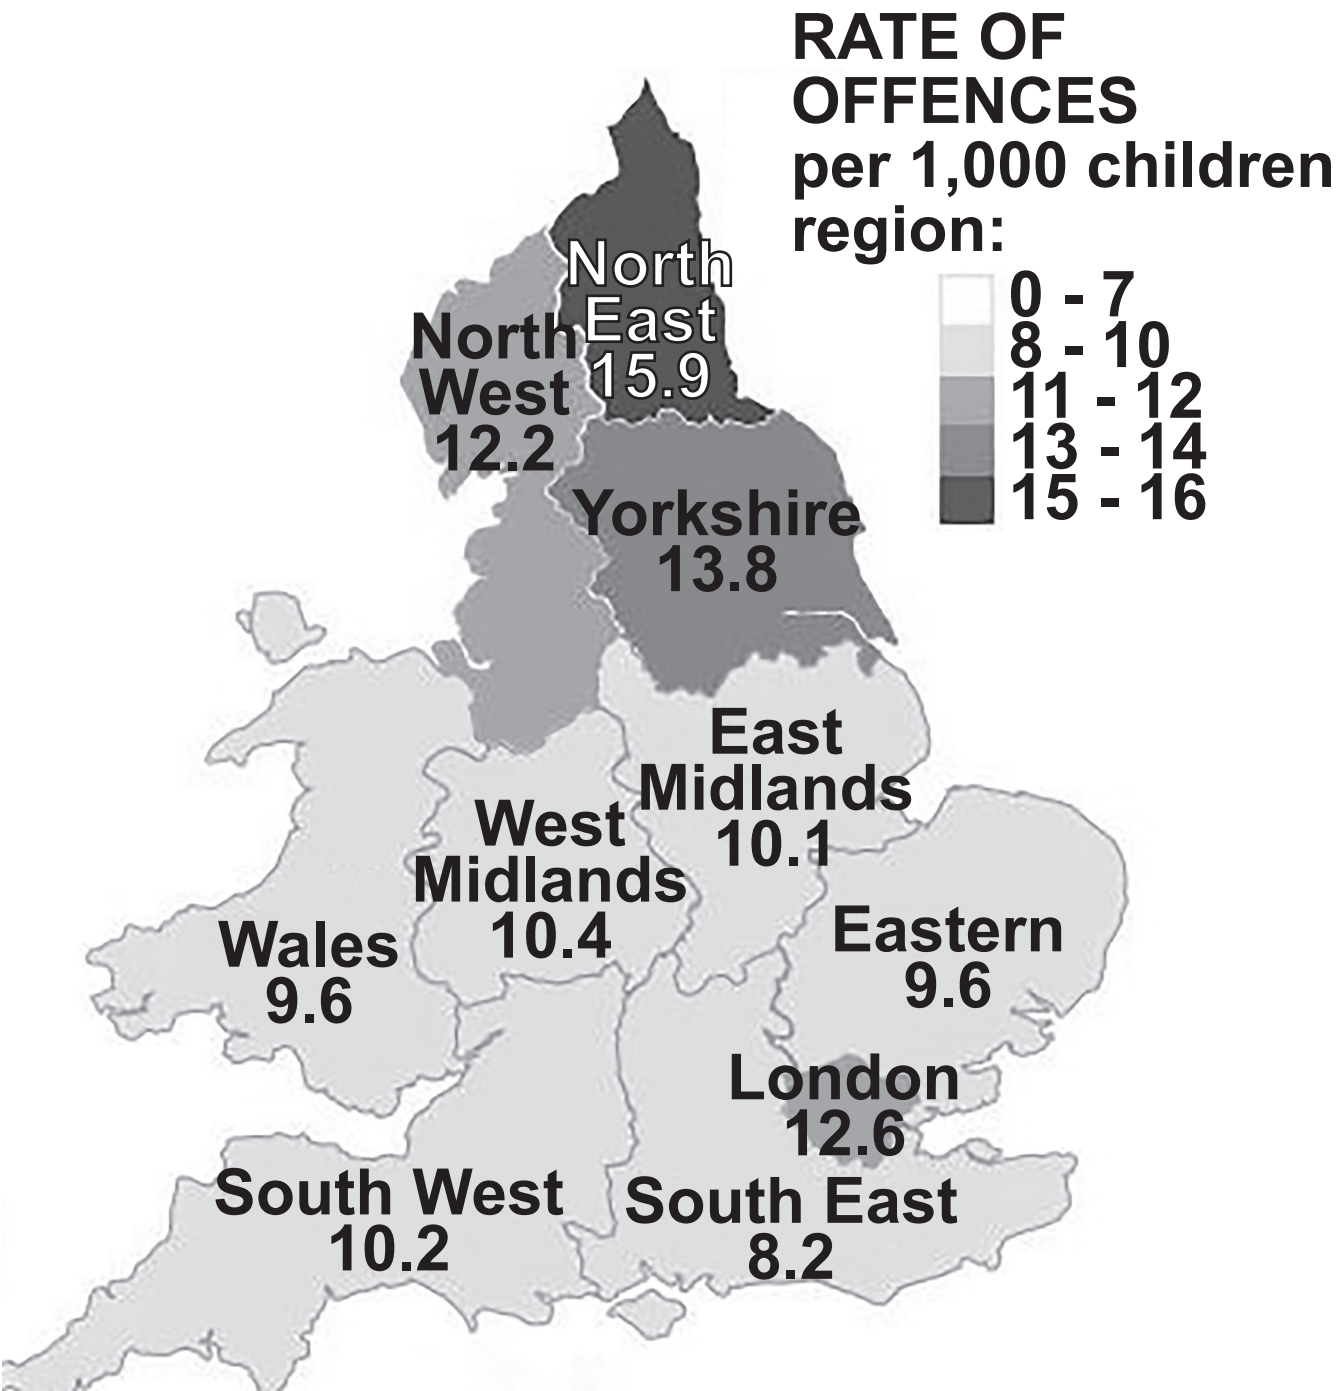 RATE OF
OFFENCES
per 1,000 children
region:
0 - 7
8 - 10
11 - 12
13 - 14
15 - 16
North
East
15.9
North
West
12.2
Yorkshire
13.8
East
Midlands
10.1
West
Midlands
10.4
Wales
9.6
Eastern
9.6
London
12.6
South West
10.2
South East
8.2